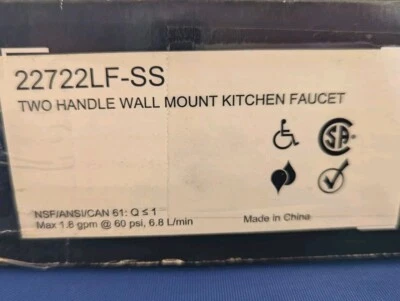 22722LF-SS
TWO HANDLE WALL MOUNT KITCHEN FAUCET
CSA
NSF/ANSI/CAN 61: Q ≤ 1
Max 1.8 gpm @ 60 psi, 6.8 L/min
Made in China